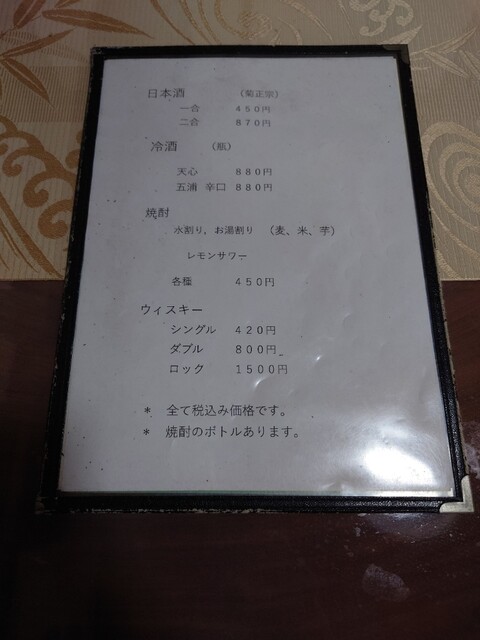 日本酒 （菊正宗）
一合 ４５０円
二合 ８７０円
冷酒 （瓶）
天心 ８８０円
五浦 辛口 ８８０円
焼酎
水割り，お湯割り （麦、米、芋）
レモンサワー
各種 ４５０円
ウィスキー
シングル ４２０円
ダブル ８００円
ロック １５００円
＊ 全て税込み価格です。
＊ 焼酎のボトルあります。